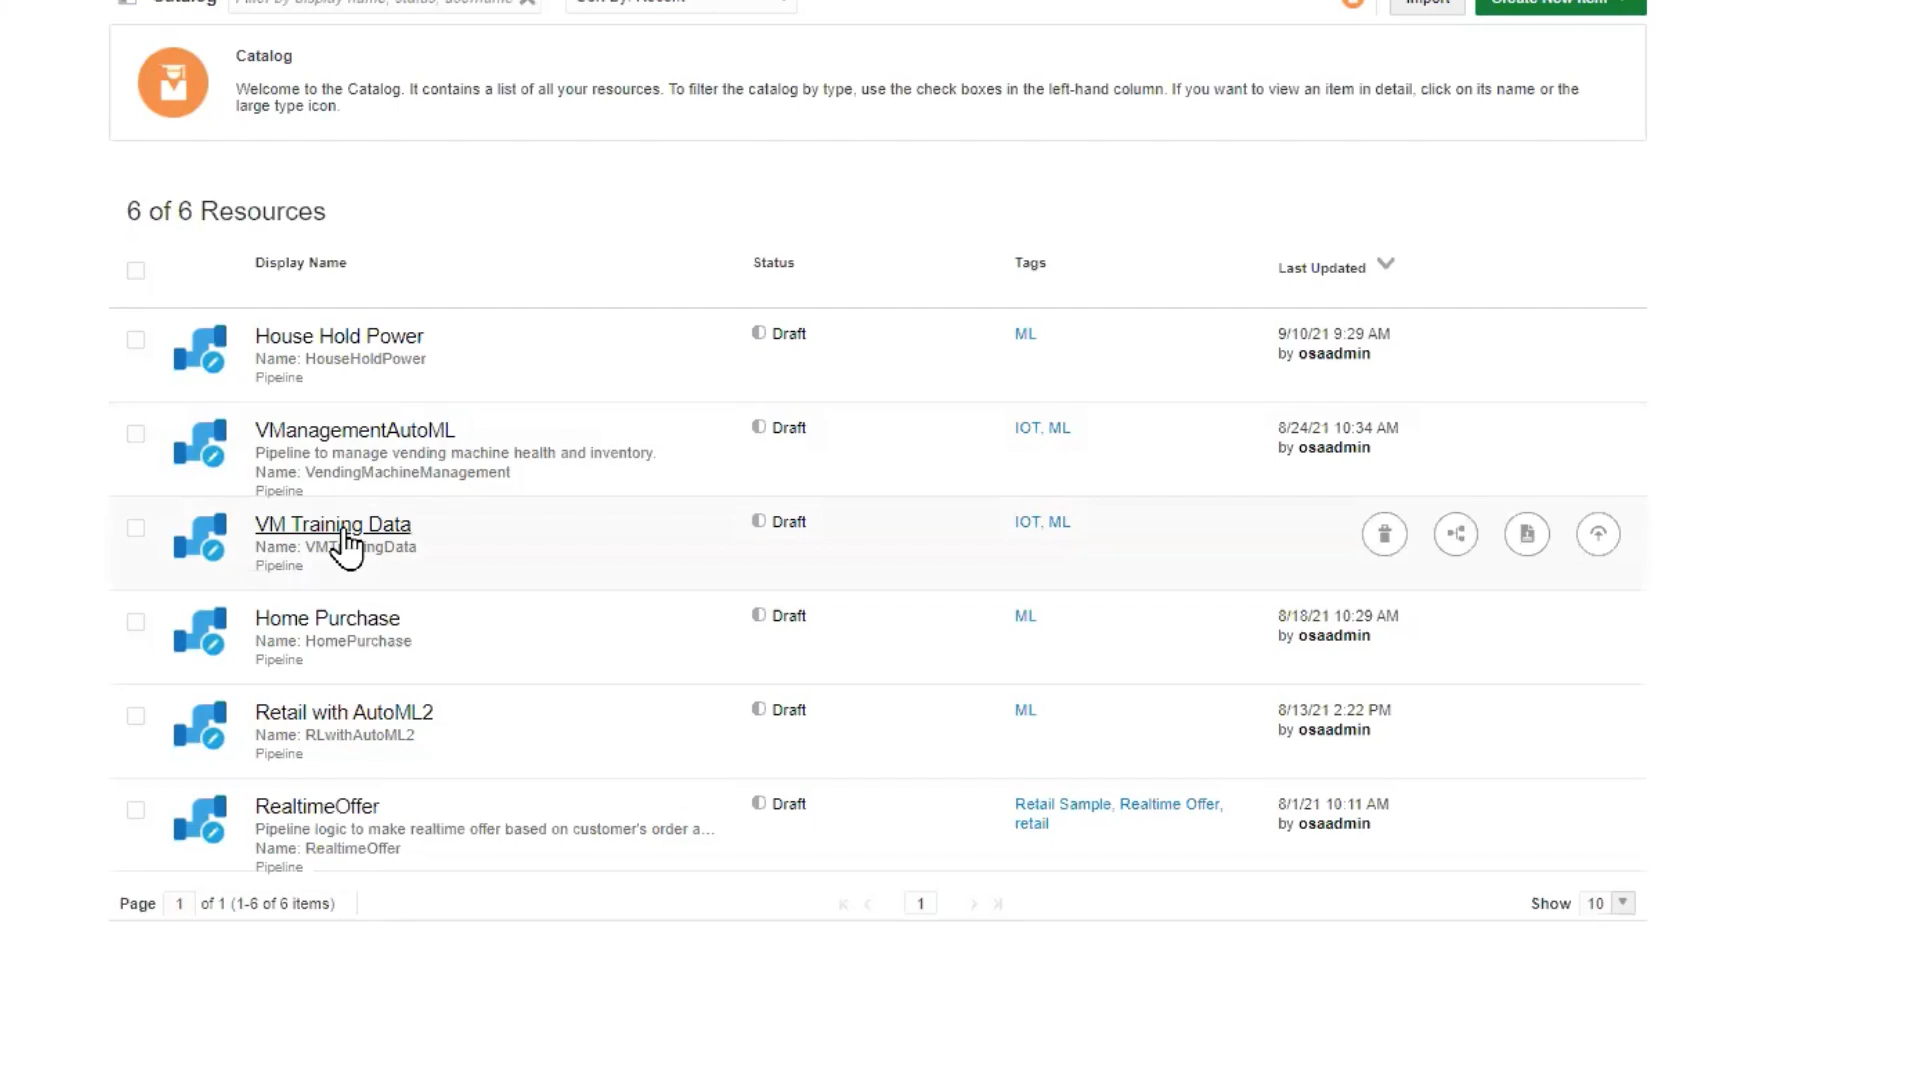 Catalog
Import
Create New Item
Catalog
Welcome to the Catalog. It contains a list of all your resources. To filter the catalog by type, use the check boxes in the left-hand column. If you want to view an item in detail, click on its name or the
large type icon.
6 of 6 Resources
Display Name Status Tags Last Updated
House Hold Power Draft ML 9/10/21 9:29 AM
Name: HouseHoldPower by osaadmin
Pipeline
VManagementAutoML Draft IOT, ML 8/24/21 10:34 AM
Pipeline to manage vending machine health and inventory. by osaadmin
Name: VendingMachineManagement
Pipeline
VM Training Data Draft IOT, ML
Name:
Pipeline
Home Purchase Draft ML 8/18/21 10:29 AM
Name: HomePurchase by osaadmin
Pipeline
Retail with AutoML2 Draft ML 8/13/21 2:22 PM
Name: RLwithAutoML2 by osaadmin
Pipeline
RealtimeOffer Draft Retail Sample, Realtime Offer, 8/1/21 10:11 AM
Pipeline logic to make realtime offer based on customer's order a... retail by osaadmin
Name: RealtimeOffer
Pipeline
Page 1 of 1 (1-6 of 6 items) 1 Show 10